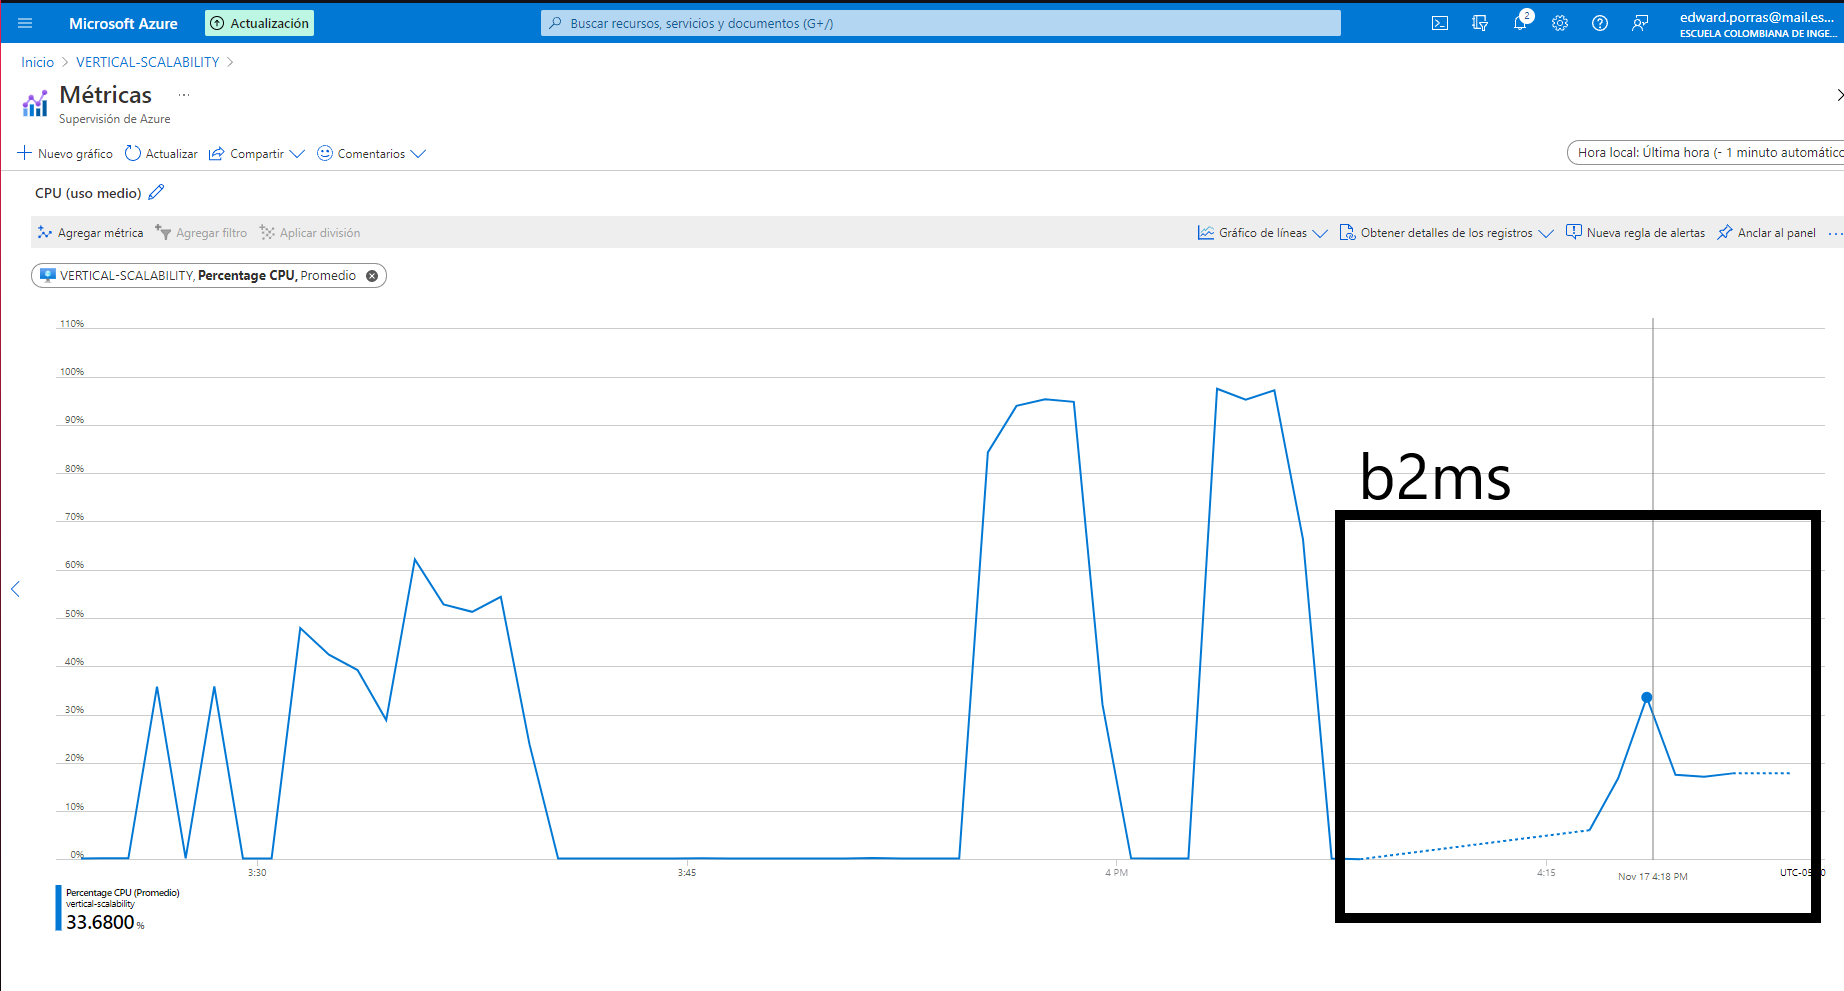 Microsoft Azure
Actualización
Buscar recursos, servicios y documentos (G+/)
2
edward.porras@mail.es...
ESCUELA COLOMBIANA DE INGE...
Inicio > VERTICAL-SCALABILITY >
Métricas ...
Supervisión de Azure
Nuevo gráfico Actualizar Compartir Comentarios
Hora local: Última hora (- 1 minuto automático
CPU (uso medio)
Agregar métrica Agregar filtro Aplicar división
Gráfico de líneas Obtener detalles de los registros Nueva regla de alertas Anclar al panel ...
VERTICAL-SCALABILITY, Percentage CPU, Promedio
110%
100%
90%
80%
b2ms
70%
60%
50%
40%
30%
20%
10%
0%
3:30 3:45 4 PM 4:15 Nov 17 4:18 PM
Percentage CPU (Promedio)
vertical-scalability
33.6800 %